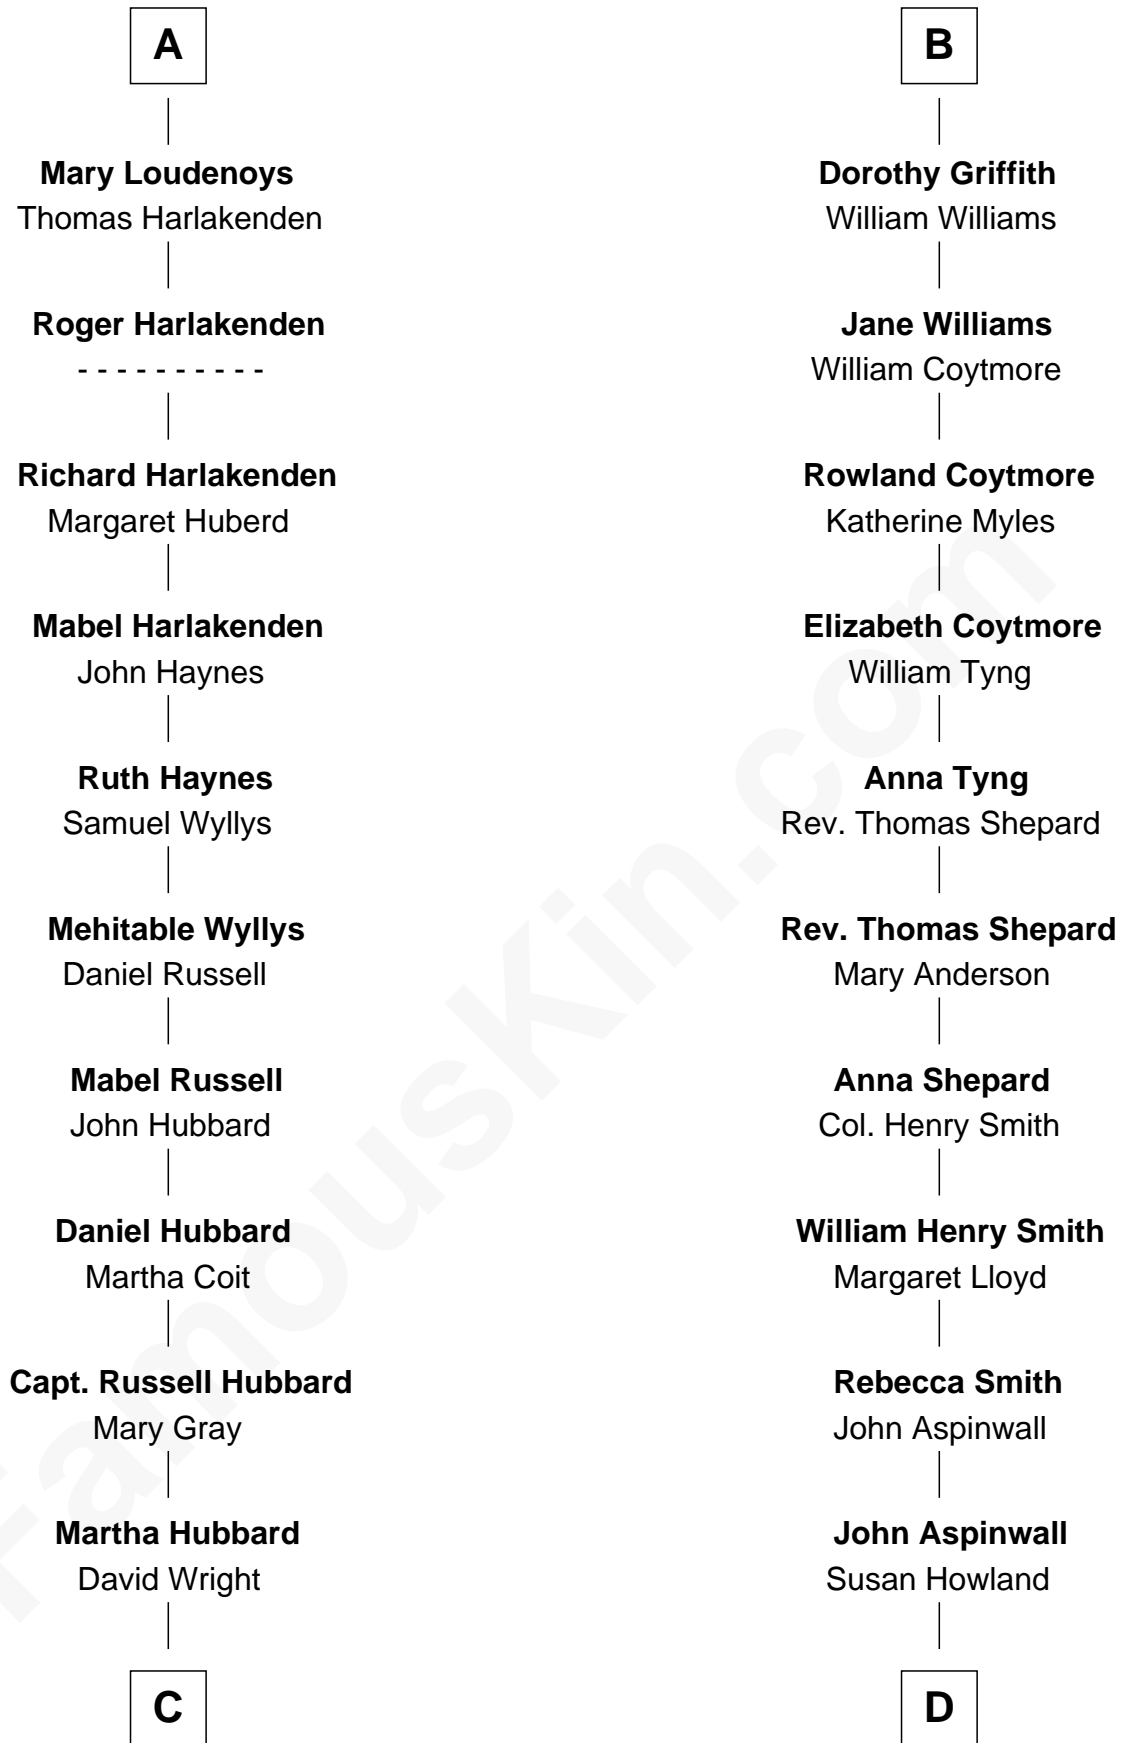 A
Mary Loudenoys
Thomas Harlakenden
Roger Harlakenden
- - - - - - - - - -
Richard Harlakenden
Margaret Huberd
Mabel Harlakenden
John Haynes
Ruth Haynes
Samuel Wyllys
Mehitable Wyllys
Daniel Russell
Mabel Russell
John Hubbard
Daniel Hubbard
Martha Coit
Capt. Russell Hubbard
Mary Gray
Martha Hubbard
David Wright
C
B
Dorothy Griffith
William Williams
Jane Williams
William Coytmore
Rowland Coytmore
Katherine Myles
Elizabeth Coytmore
William Tyng
Anna Tyng
Rev. Thomas Shepard
Rev. Thomas Shepard
Mary Anderson
Anna Shepard
Col. Henry Smith
William Henry Smith
Margaret Lloyd
Rebecca Smith
John Aspinwall
John Aspinwall
Susan Howland
D
FamousKin.com